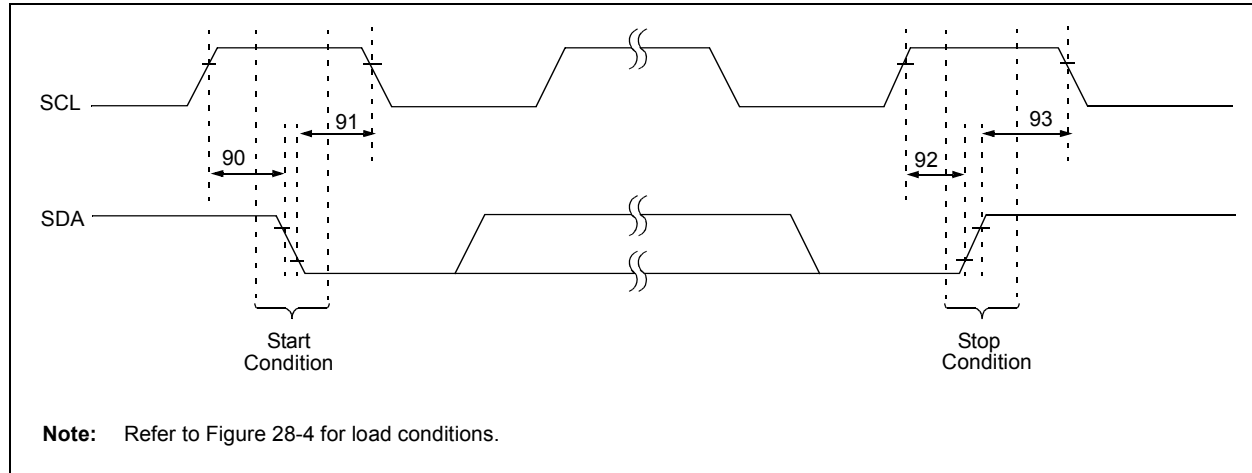 SCL
91
93
90
92
SDA
Start
Condition
Stop
Condition
Note: Refer to Figure 28-4 for load conditions.